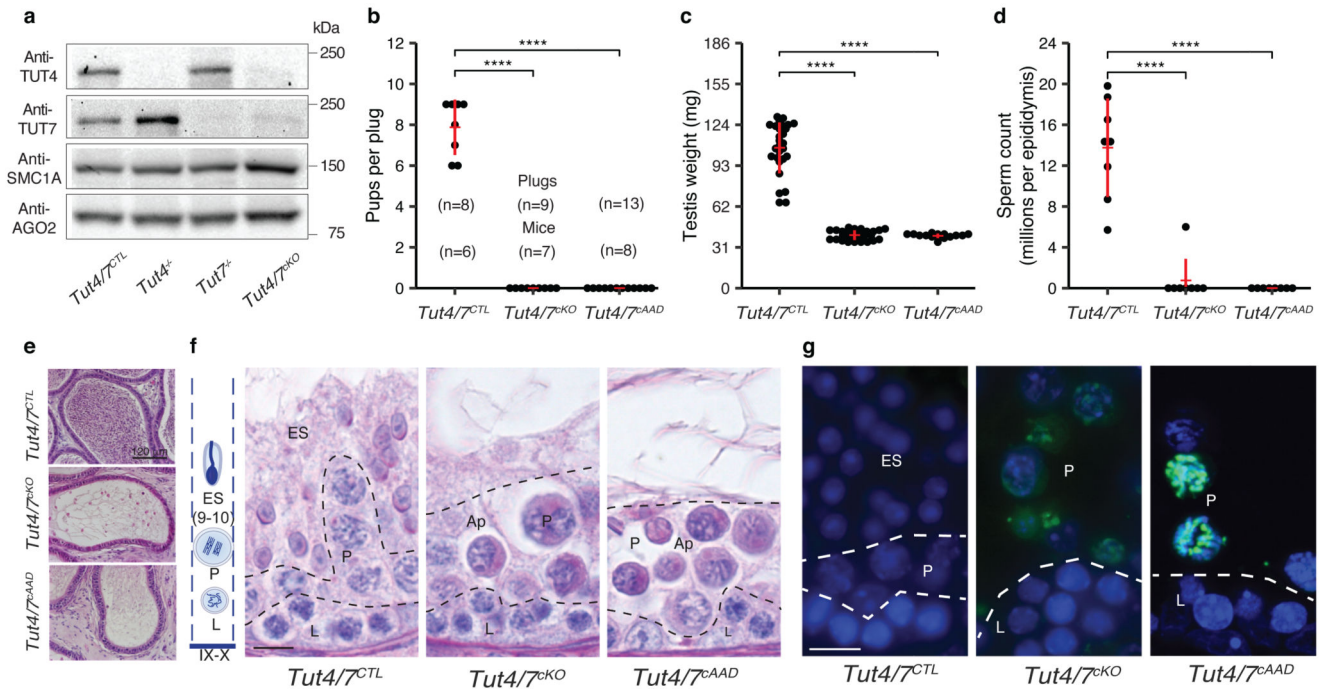 a
kDa
Anti-
TUT4
250
Anti-
TUT7
250
Anti-
SMC1A
150
Anti-
AGO2
75
Tut4/7CTL
Tut4-/-
Tut7-/-
Tut4/7cKO
b
Pups per plug
12
10
8
6
4
2
0
****
****
Plugs
(n=8) (n=9) (n=13)
Mice
(n=6) (n=7) (n=8)
Tut4/7CTL Tut4/7cKO Tut4/7cAAD
c
Testis weight (mg)
186
155
124
93
62
31
0
****
****
Tut4/7CTL Tut4/7cKO Tut4/7cAAD
d
Sperm count
(millions per epididymis)
24
20
16
12
8
4
0
****
****
Tut4/7CTL Tut4/7cKO Tut4/7cAAD
e
Tut4/7CTL
120 µm
Tut4/7cKO
Tut4/7cAAD
f
ES
(9-10)
P
L
IX-X
ES
P
L
Tut4/7CTL
Ap
P
L
Tut4/7cKO
P
Ap
L
Tut4/7cAAD
g
ES
P
Tut4/7CTL
P
L
Tut4/7cKO
P
L
Tut4/7cAAD